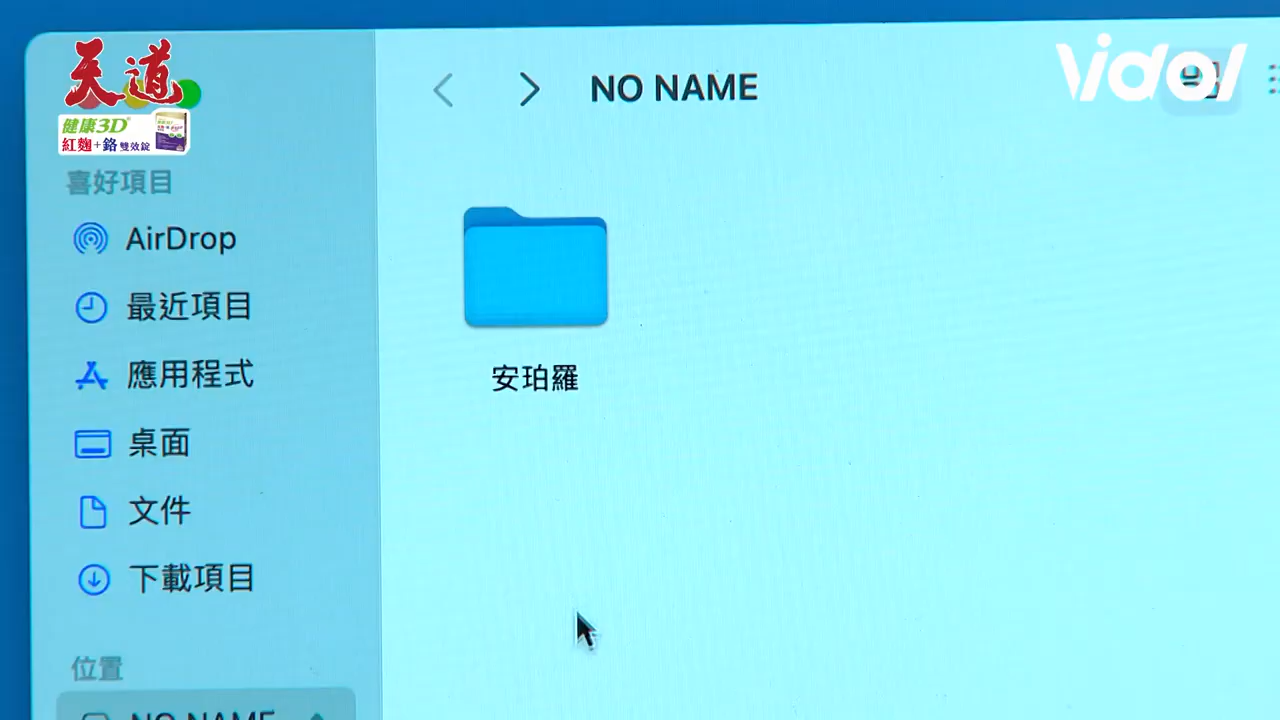 天道
健康3D
紅麴+鉻 雙效錠
Vidol
NO NAME
喜好項目
AirDrop
最近項目
應用程式
桌面
文件
下載項目
位置
NO NAME
安珀羅